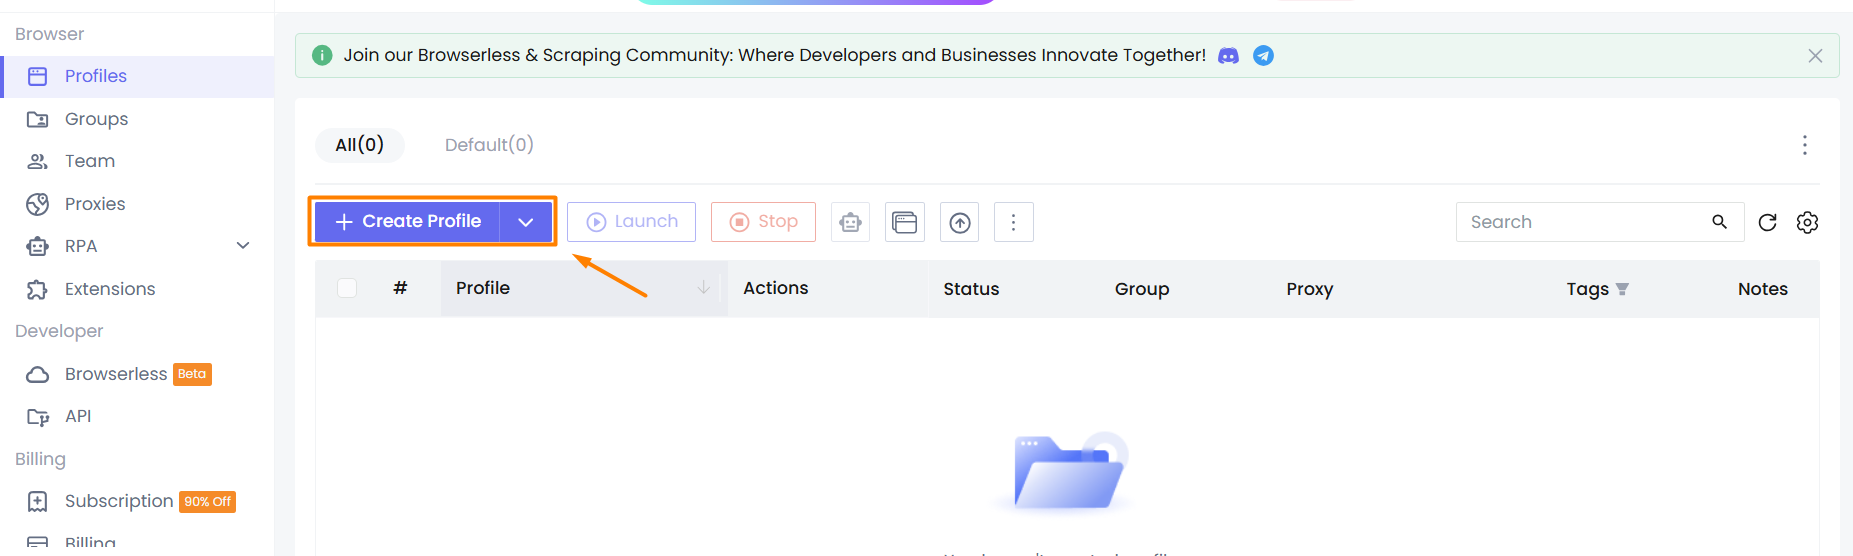 Browser
Profiles
Groups
Team
Proxies
RPA
Extensions
Developer
Browserless Beta
API
Billing
Subscription 90% Off
Billing
Join our Browserless & Scraping Community: Where Developers and Businesses Innovate Together!
All(0) Default(0)
Create Profile Launch Stop Search
# Profile Actions Status Group Proxy Tags Notes